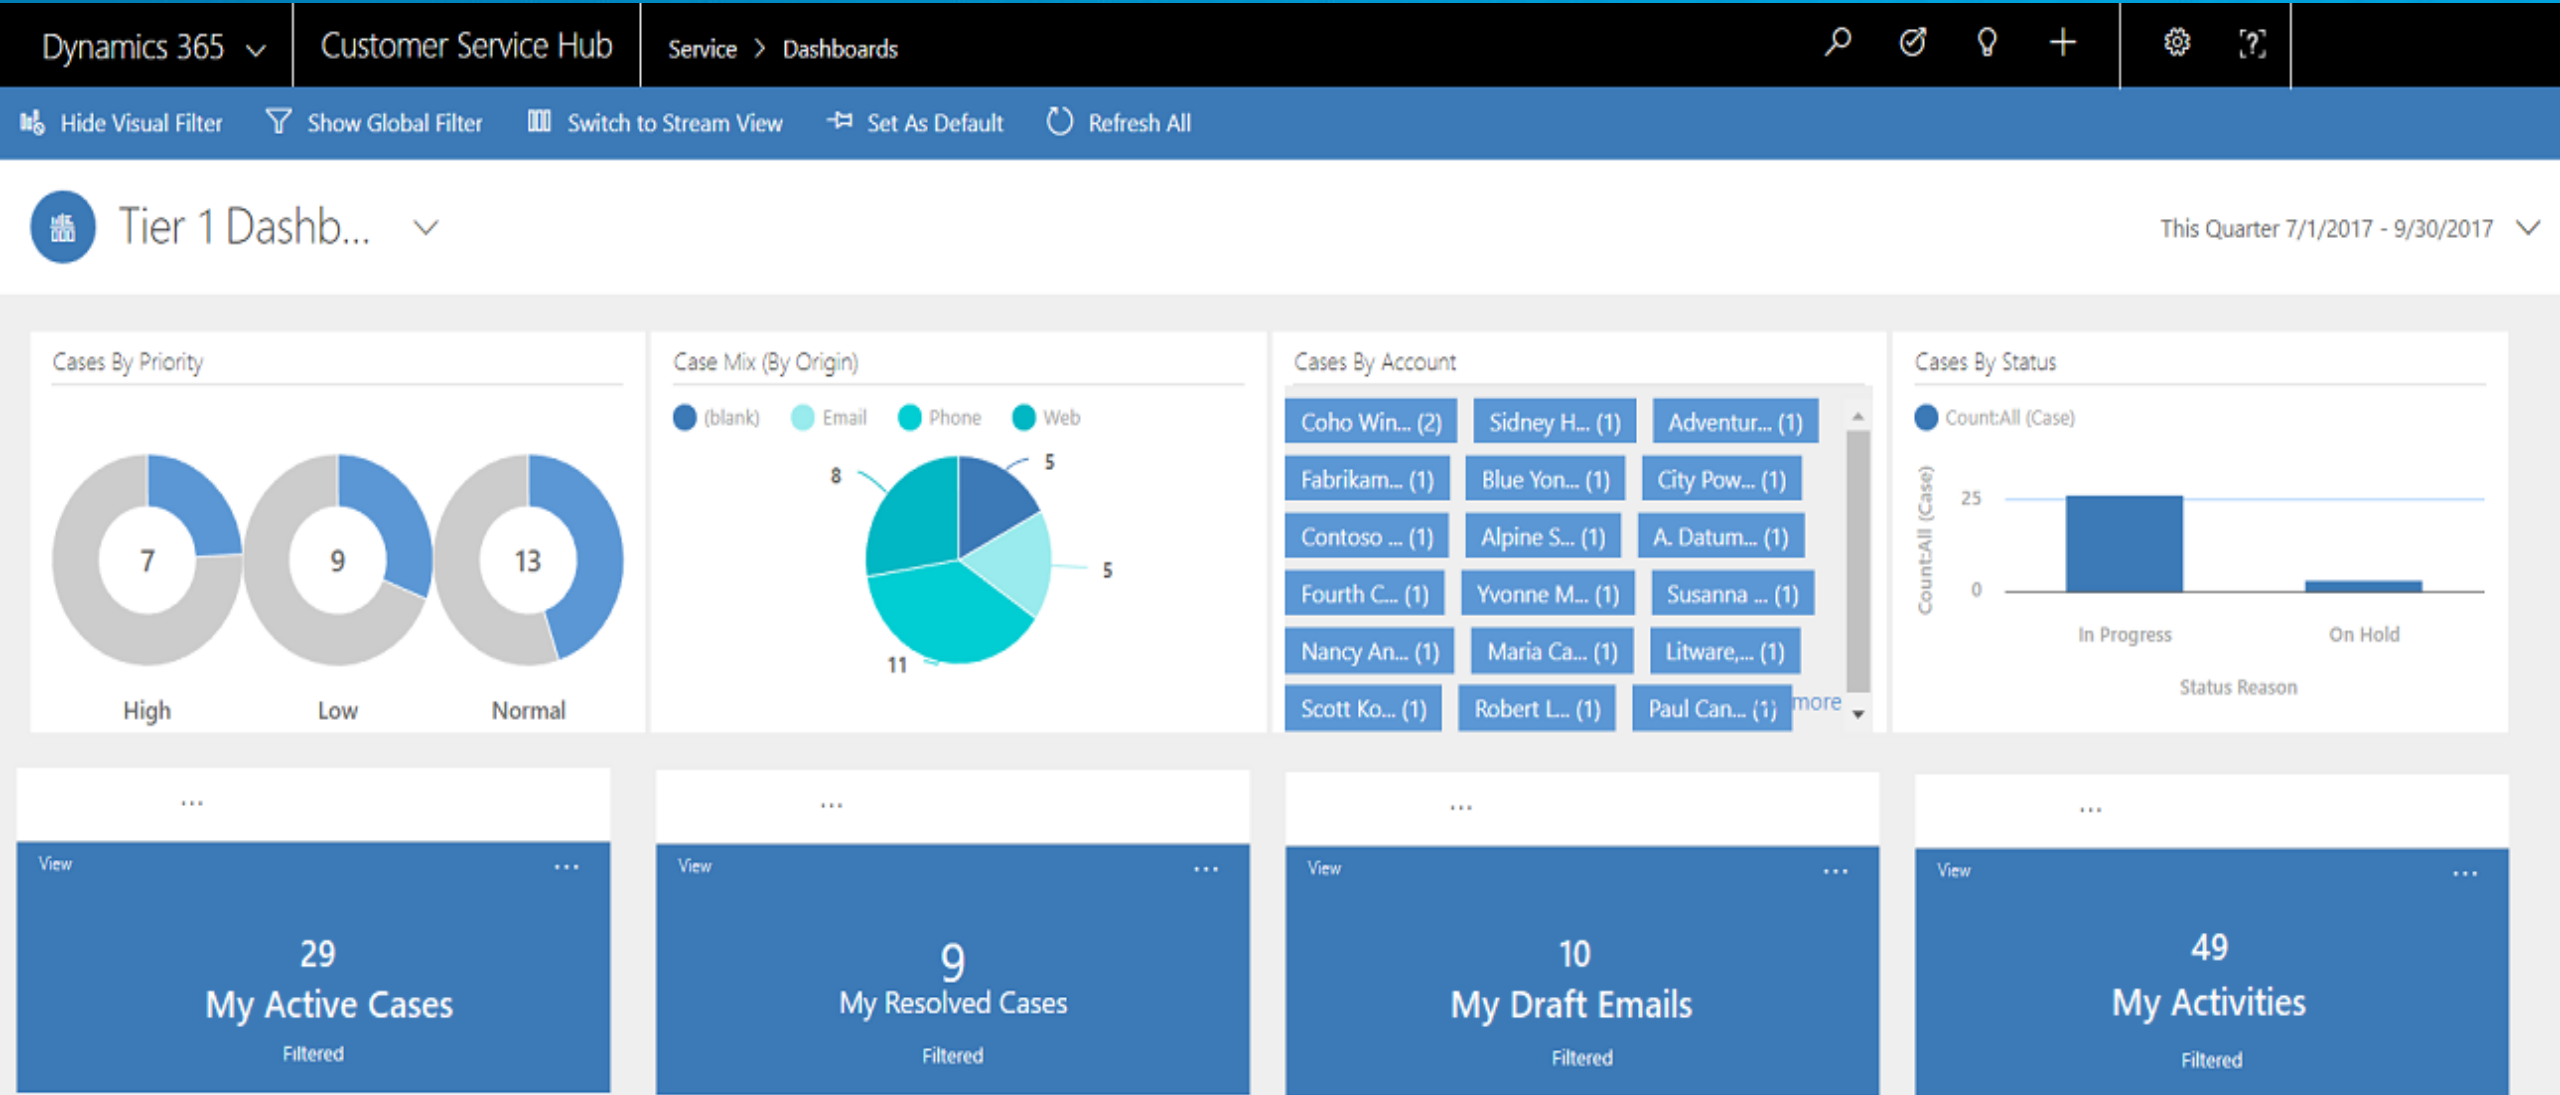 Dynamics 365
Customer Service Hub
Service > Dashboards
Hide Visual Filter
Show Global Filter
Switch to Stream View
Set As Default
Refresh All
Tier 1 Dashb...
This Quarter 7/1/2017 - 9/30/2017
Cases By Priority
7
9
13
High
Low
Normal
Case Mix (By Origin)
(blank)
Email
Phone
Web
8
5
5
11
Cases By Account
Coho Win... (2)
Sidney H... (1)
Adventur... (1)
Fabrikam... (1)
Blue Yon... (1)
City Pow... (1)
Contoso ... (1)
Alpine S... (1)
A. Datum... (1)
Fourth C... (1)
Yvonne M... (1)
Susanna ... (1)
Nancy An... (1)
Maria Ca... (1)
Litware,... (1)
Scott Ko... (1)
Robert L... (1)
Paul Can... (1)
more
Cases By Status
Count:All (Case)
Count:All (Case)
25
0
In Progress
On Hold
Status Reason
...
View
...
29
My Active Cases
Filtered
...
View
...
9
My Resolved Cases
Filtered
...
View
...
10
My Draft Emails
Filtered
...
View
...
49
My Activities
Filtered